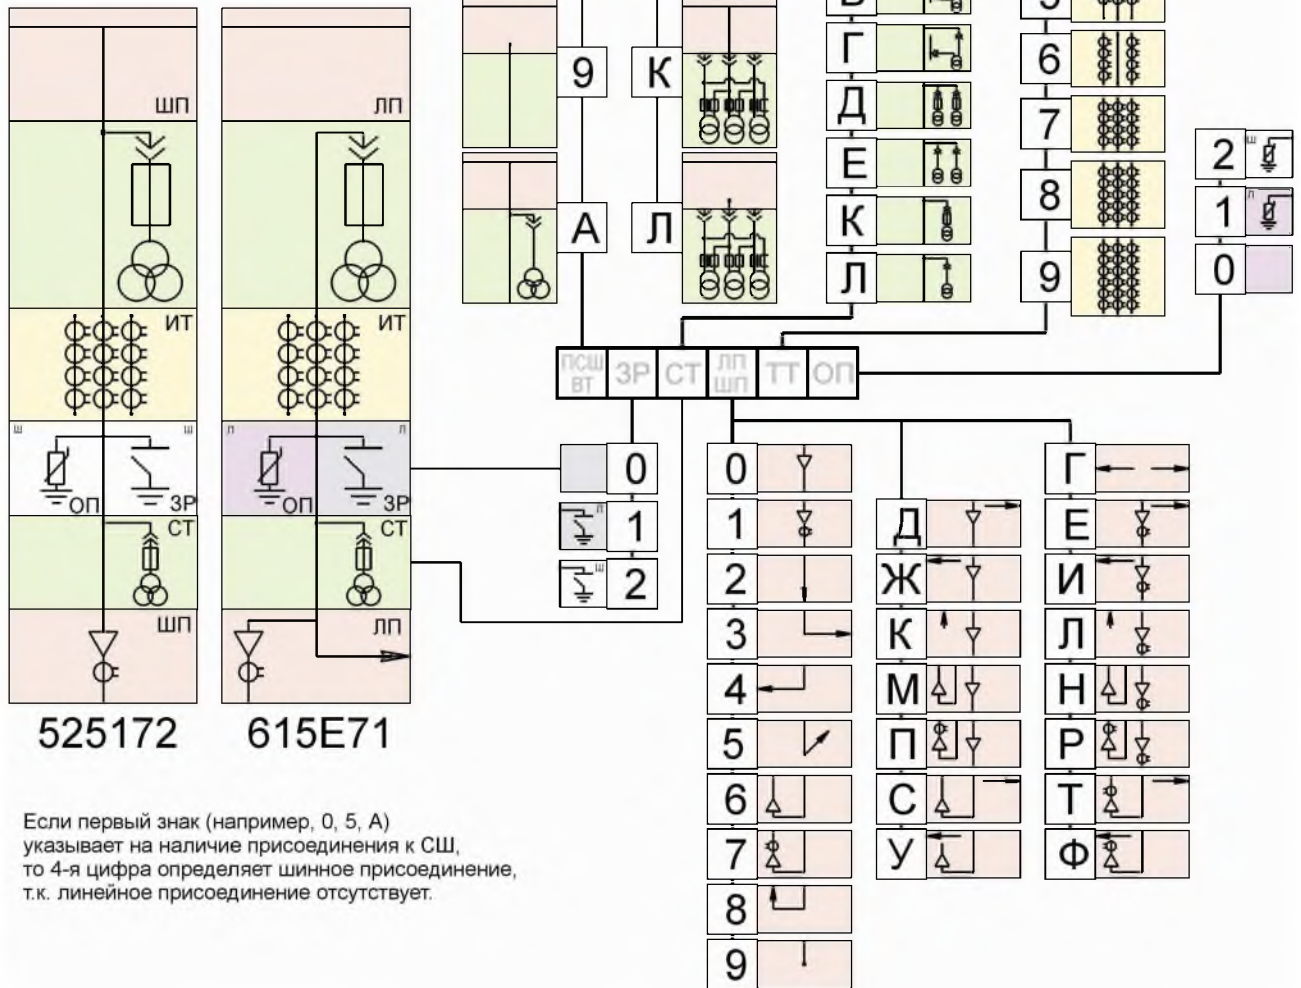 ШП
ИТ
Ш
Ш
ОП
ЗР
СТ
ШП
525172
ЛП
ИТ
Л
Л
ОП
ЗР
СТ
ЛП
615Е71
Если первый знак (например, 0, 5, А)
указывает на наличие присоединения к СШ,
то 4-я цифра определяет шинное присоединение,
т.к. линейное присоединение отсутствует.
9
А
К
Л
Г
Д
Е
К
Л
6
7
8
9
2
Ш
1
Л
0
ПСШ ВТ
ЗР
СТ
ЛП ШП
ТТ
ОП
0
Л
1
Ш
2
0
1
2
3
4
5
6
7
8
9
Д
Ж
К
М
П
С
У
Г
Е
И
Л
Н
Р
Т
Ф